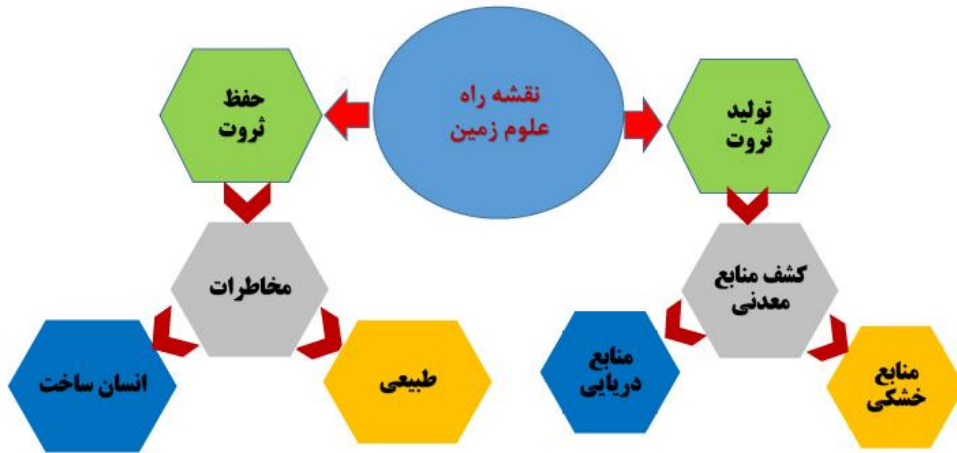 نقشه راه
علوم زمین
تولید
ثروت
حفظ
ثروت
کشف منابع
معدنی
مخاطرات
منابع
خشکی
منابع
دریایی
طبیعی
انسان ساخت